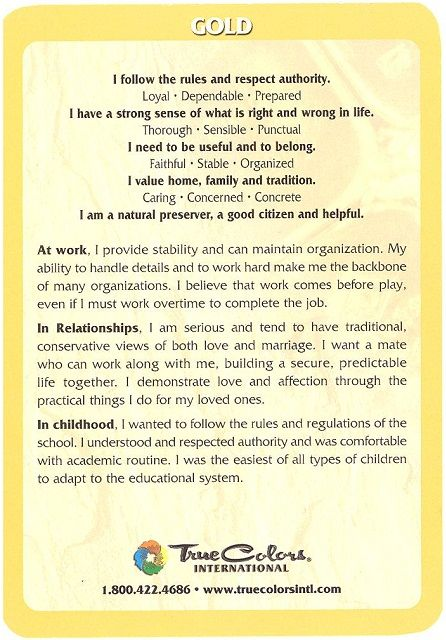 GOLD
I follow the rules and respect authority.
Loyal • Dependable • Prepared
I have a strong sense of what is right and wrong in life.
Thorough • Sensible • Punctual
I need to be useful and to belong.
Faithful • Stable • Organized
I value home, family and tradition.
Caring • Concerned • Concrete
I am a natural preserver, a good citizen and helpful.
At work, I provide stability and can maintain organization. My
ability to handle details and to work hard make me the backbone
of many organizations. I believe that work comes before play,
even if I must work overtime to complete the job.
In Relationships, I am serious and tend to have traditional,
conservative views of both love and marriage. I want a mate
who can work along with me, building a secure, predictable
life together. I demonstrate love and affection through the
practical things I do for my loved ones.
In childhood, I wanted to follow the rules and regulations of the
school. I understood and respected authority and was comfortable
with academic routine. I was the easiest of all types of children
to adapt to the educational system.
True Colors®
INTERNATIONAL
1.800.422.4686 • www.truecolorsintl.com